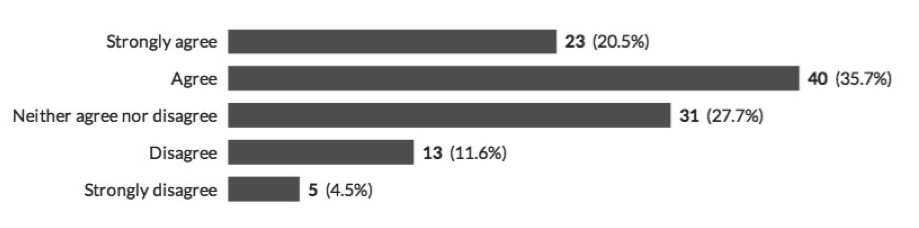 Strongly agree 23 (20.5%)
Agree 40 (35.7%)
Neither agree nor disagree 31 (27.7%)
Disagree 13 (11.6%)
Strongly disagree 5 (4.5%)